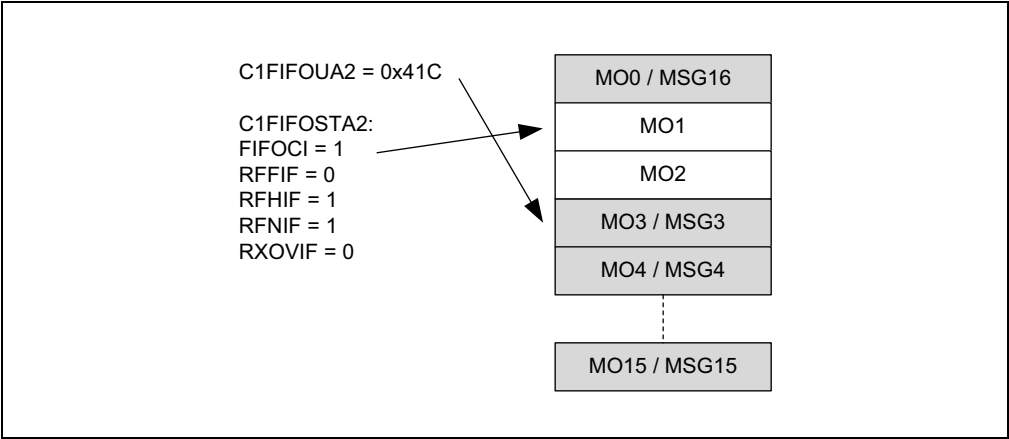 C1FIFOUA2 = 0x41C
C1FIFOSTA2:
FIFOCI = 1
RFFIF = 0
RFHIF = 1
RFNIF = 1
RXOVIF = 0
MO0 / MSG16
MO1
MO2
MO3 / MSG3
MO4 / MSG4
MO15 / MSG15